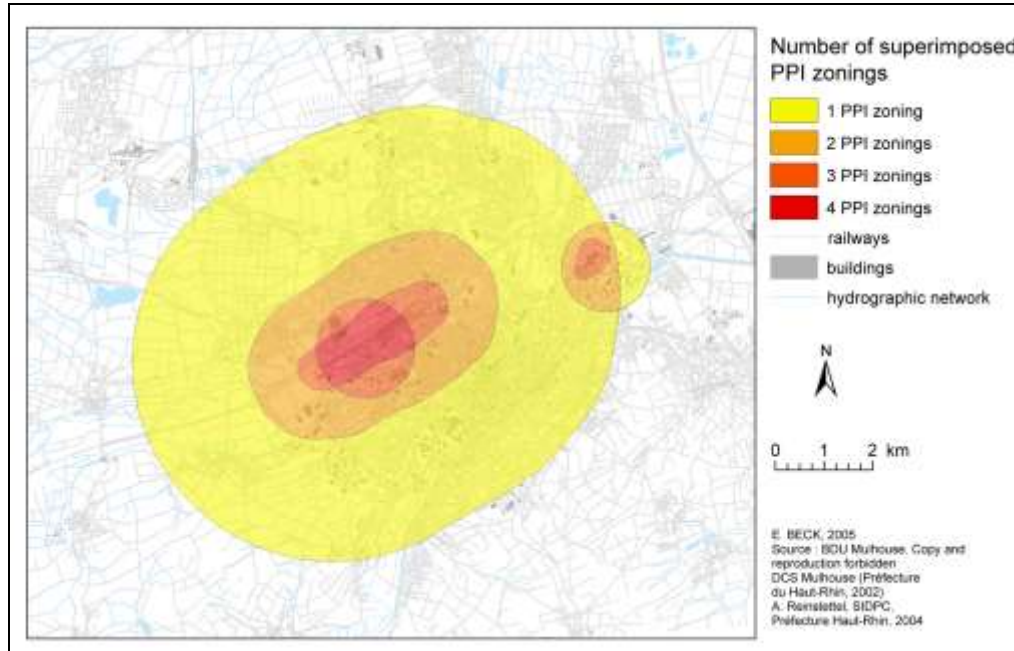 Number of superimposed
PPI zonings
1 PPI zoning
2 PPI zonings
3 PPI zonings
4 PPI zonings
railways
buildings
hydrographic network
N
0 1 2 km
E. BECK, 2005
Source : BDU Mulhouse. Copy and
reproduction forbidden
DCS Mulhouse (Préfecture
du Haut-Rhin, 2002)
A. Reinstettel, SIDPC,
Préfecture Haut-Rhin, 2004